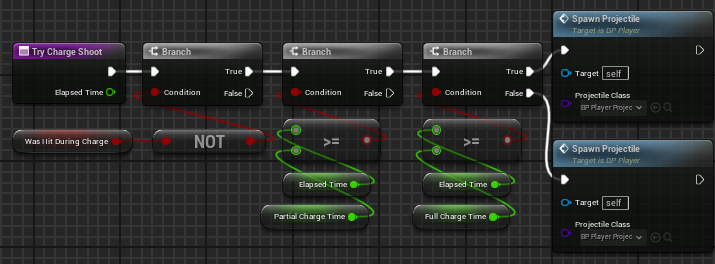 Try Charge Shoot
Elapsed Time
Branch
Condition
True
False
Branch
Condition
True
False
Branch
Condition
True
False
Spawn Projectile
Target is BP Player
Target self
Projectile Class
BP Player Projec
Was Hit During Charge
NOT
>=
Elapsed Time
Partial Charge Time
>=
Elapsed Time
Full Charge Time
Spawn Projectile
Target is BP Player
Target self
Projectile Class
BP Player Projec